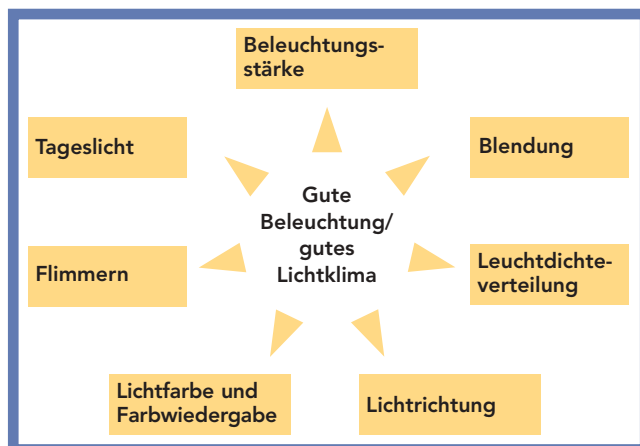 Beleuchtungs-
stärke
Tageslicht
Blendung
Gute
Beleuchtung/
gutes
Lichtklima
Flimmern
Leuchtdichte-
verteilung
Lichtfarbe und
Farbwiedergabe
Lichtrichtung